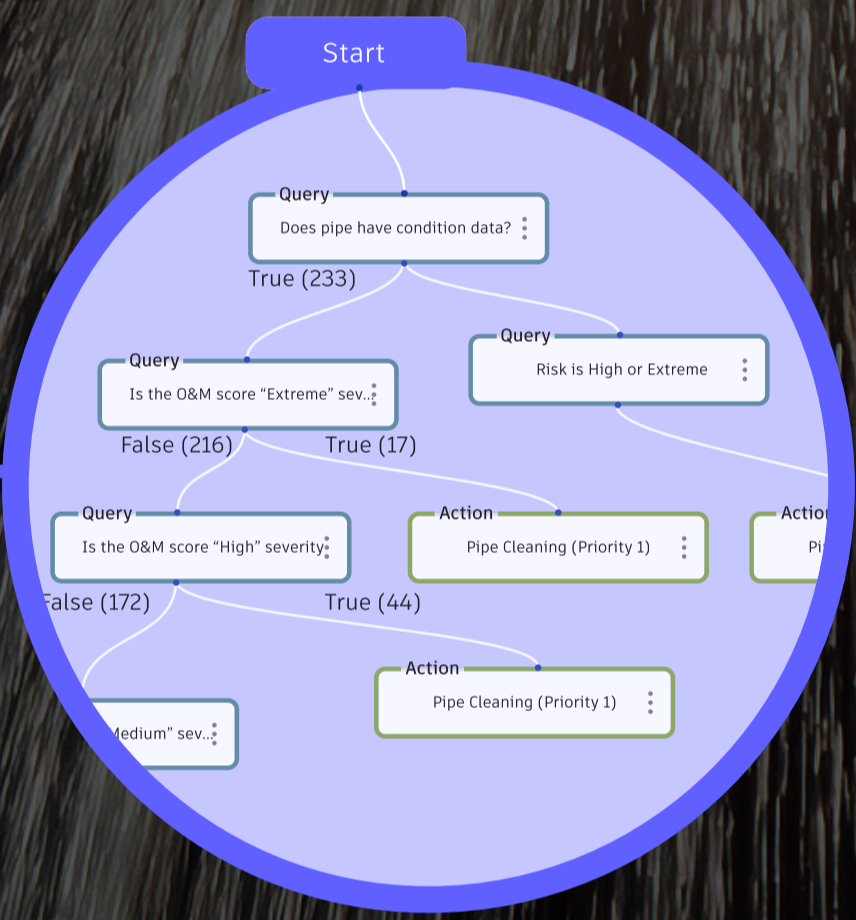 Start
Query
Does pipe have condition data?
True (233)
Query
Risk is High or Extreme
Query
Is the O&M score “Extreme” sev...
False (216)
True (17)
Query
Is the O&M score “High” severity
Action
Pipe Cleaning (Priority 1)
Action
False (172)
True (44)
Action
Pipe Cleaning (Priority 1)
Medium” sev...